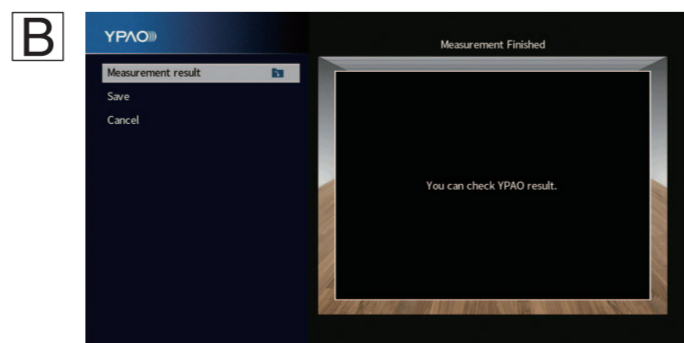 B
YPAO
Measurement Finished
Measurement result
Save
Cancel
You can check YPAO result.